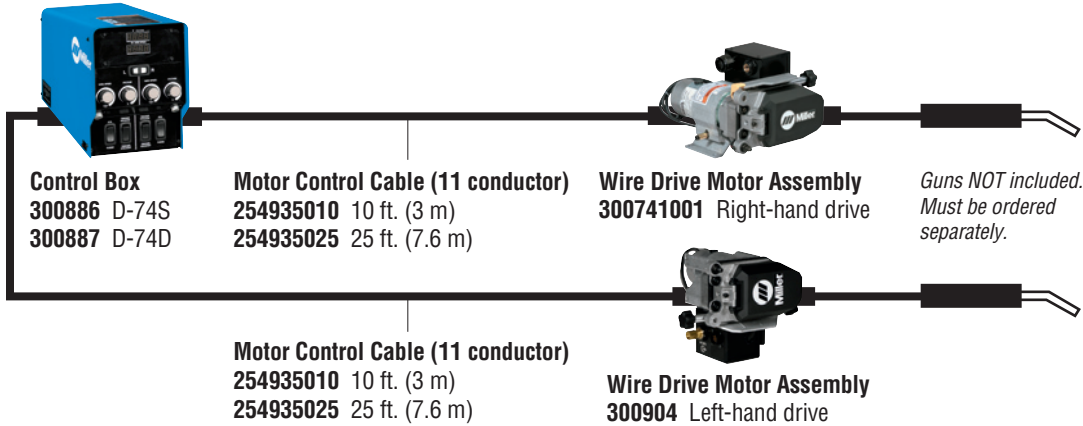 Miller
Control Box
300886 D-74S
300887 D-74D
Motor Control Cable (11 conductor)
254935010 10 ft. (3 m)
254935025 25 ft. (7.6 m)
Miller
Wire Drive Motor Assembly
300741001 Right-hand drive
Guns NOT included.
Must be ordered
separately.
Motor Control Cable (11 conductor)
254935010 10 ft. (3 m)
254935025 25 ft. (7.6 m)
Miller
Wire Drive Motor Assembly
300904 Left-hand drive